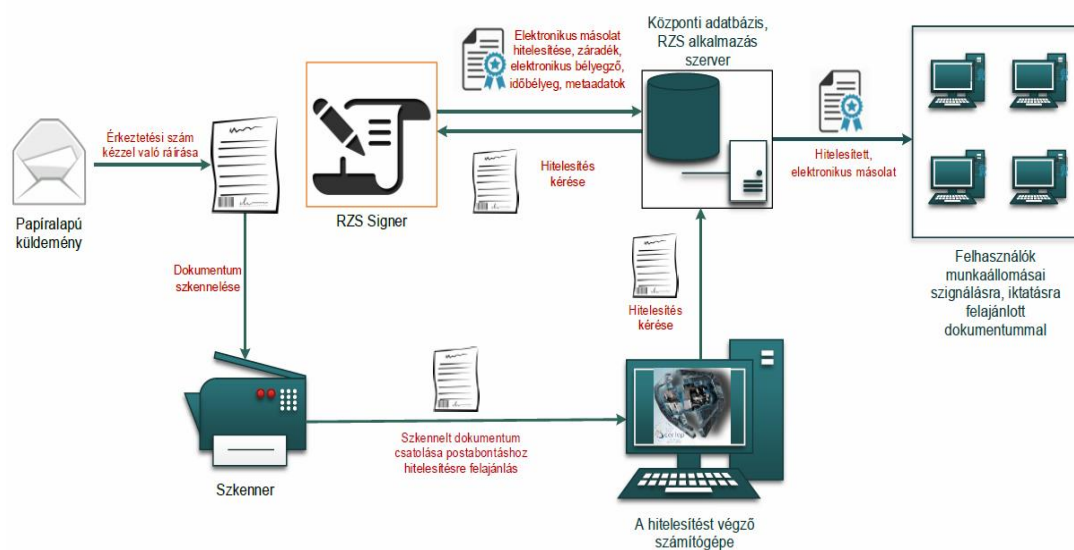 Papíralapú
küldemény
Érkeztetési szám
kézzel való ráírása
Dokumentum
szkennelése
Szkenner
Szkennelt dokumentum
csatolása postabontáshoz
hitelesítésre felajánlás
A hitelesítést végző
számítógépe
Hitelesítés
kérése
Központi adatbázis,
RZS alkalmazás
szerver
Hitelesítés
kérése
RZS Signer
Elektronikus másolat
hitelesítése, záradék,
elektronikus bélyegző,
időbélyeg, metaadatok
Hitelesített,
elektronikus másolat
Felhasználók
munkaállomásai
szignálásra, iktatásra
felajánlott
dokumentummal